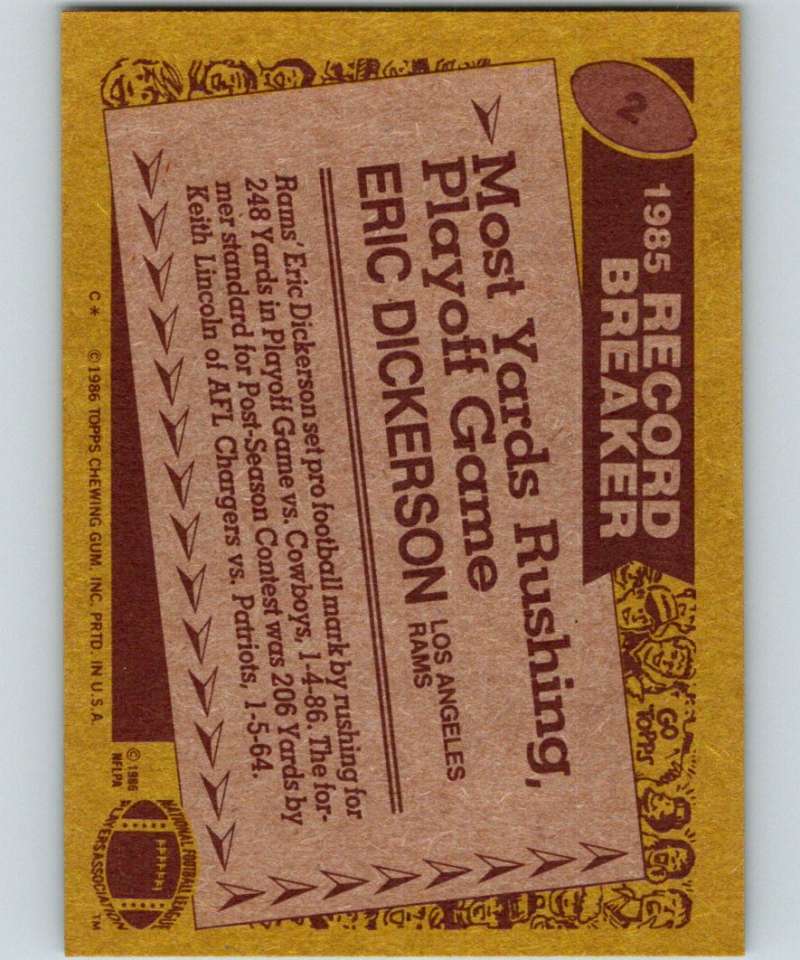 2
1985 RECORD
BREAKER
Most Yards Rushing,
Playoff Game
ERIC DICKERSON LOS ANGELES
RAMS
Rams' Eric Dickerson set pro football mark by rushing for
248 Yards in Playoff Game vs. Cowboys, 1-4-86. The for-
mer standard for Post-Season Contest was 206 Yards by
Keith Lincoln of AFL Chargers vs. Patriots, 1-5-64.
GO
TOPPS
C* © 1986 TOPPS CHEWING GUM, INC. PRTD. IN U.S.A.
© 1986
NFLPA
NATIONAL FOOTBALL LEAGUE
PLAYERS ASSOCIATION
TM